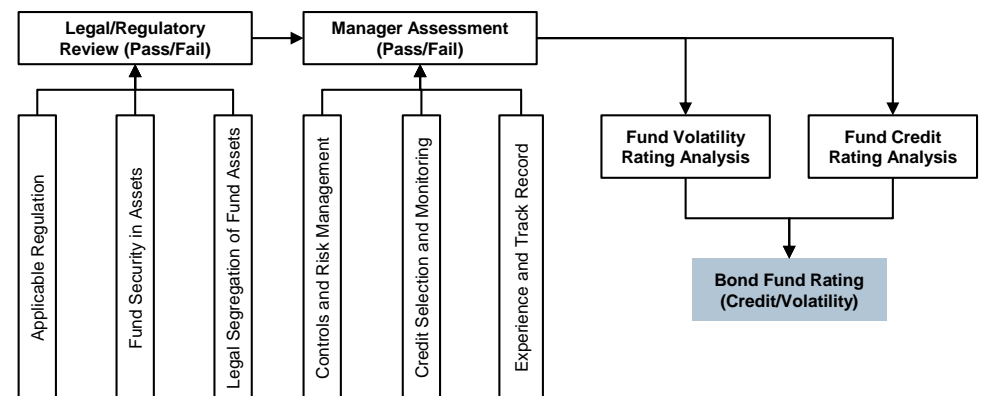 Legal/Regulatory
Review (Pass/Fail)
Manager Assessment
(Pass/Fail)
Applicable Regulation
Fund Security in Assets
Legal Segregation of Fund Assets
Controls and Risk Management
Credit Selection and Monitoring
Experience and Track Record
Fund Volatility
Rating Analysis
Fund Credit
Rating Analysis
Bond Fund Rating
(Credit/Volatility)